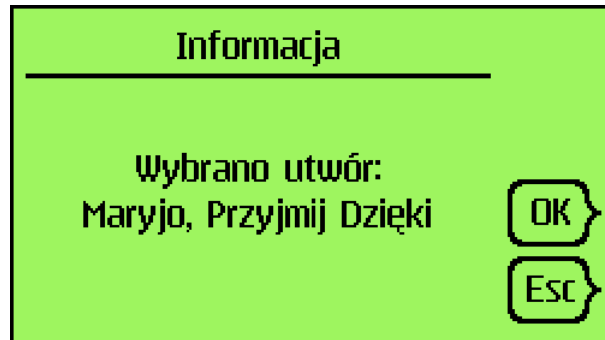 Informacja
Wybrano utwór:
Maryjo, Przyjmij Dzięki
OK
Esc